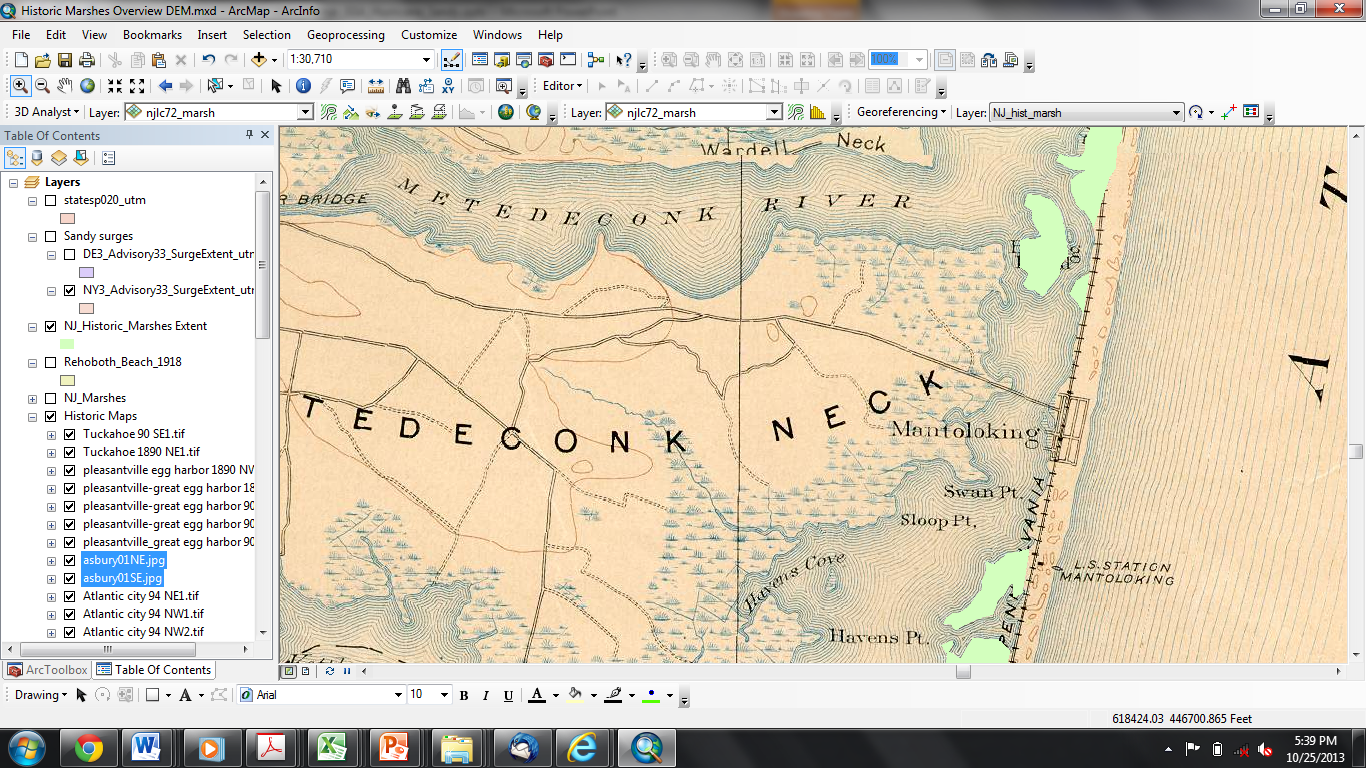 Historic Marshes Overview DEM.mxd - ArcMap - ArcInfo
File Edit View Bookmarks Insert Selection Geoprocessing Customize Windows Help
1:30,710
100%
Editor
3D Analyst Layer: njlc72_marsh Layer: njlc72_marsh Georeferencing Layer: NJ_hist_marsh
Table Of Contents
Layers
statesp020_utm
Sandy surges
DE3_Advisory33_SurgeExtent_utm
NY3_Advisory33_SurgeExtent_utm
NJ_Historic_Marshes Extent
Rehoboth_Beach_1918
NJ_Marshes
Historic Maps
Tuckahoe 90 SE1.tif
Tuckahoe 1890 NE1.tif
pleasantville egg harbor 1890 NW
pleasantville-great egg harbor 18
pleasantville-great egg harbor 90
pleasantville-great egg harbor 90
pleasantville_great egg harbor 90
asbury01NE.jpg
asbury01SE.jpg
Atlantic city 94 NE1.tif
Atlantic city 94 NW1.tif
Atlantic city 94 NW2.tif
ArcToolbox Table Of Contents
Wardell Neck
METEDECONK RIVER
R BRIDGE
T
A
TEDECONK NECK
Mantoloking
Swan Pt.
Sloop Pt.
VANIA
L.S. STATION
MANTOLOKING
Havens Cove
PENT
Havens Pt.
Drawing Arial 10 B I U A
618424.03 446700.865 Feet
5:39 PM
10/25/2013